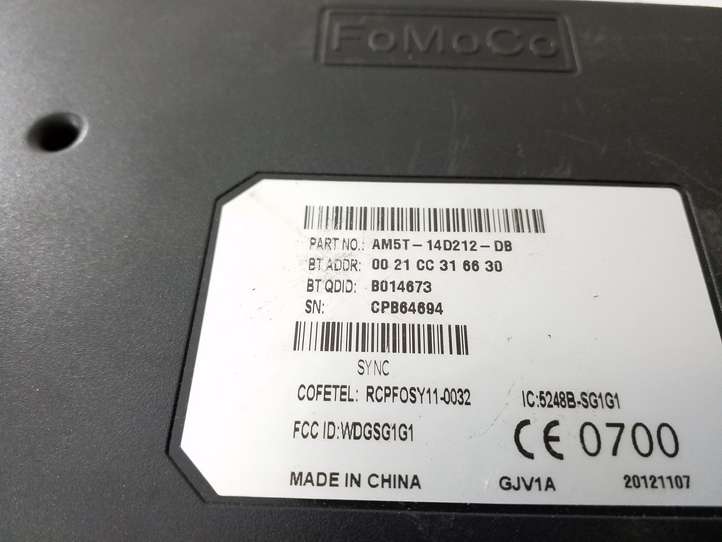 FoMoCo
PART NO.: AM5T-14D212-DB
BT ADDR: 00 21 CC 31 66 30
BT QDID: B014673
SN: CPB64694
SYNC
COFETEL: RCPFOSY11-0032 IC:5248B-SG1G1
FCC ID:WDGSG1G1 CE 0700
MADE IN CHINA GJV1A 20121107